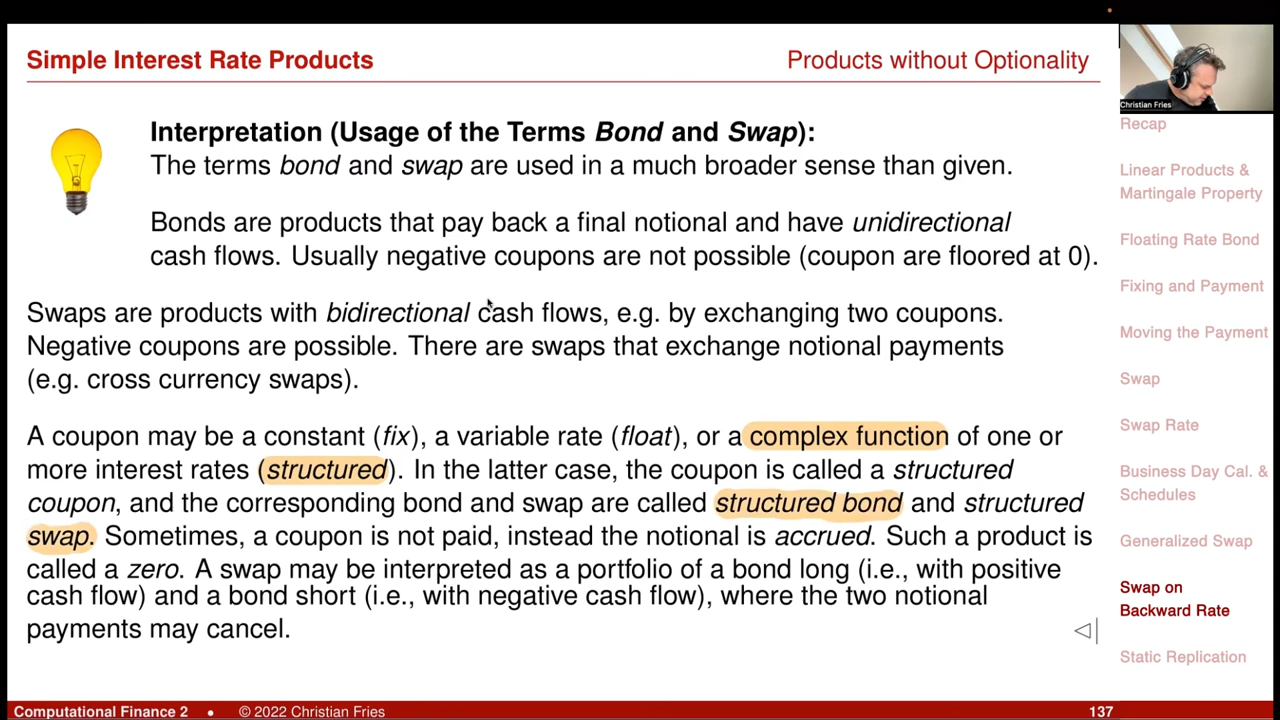 Simple Interest Rate Products
Products without Optionality
Interpretation (Usage of the Terms Bond and Swap):
The terms bond and swap are used in a much broader sense than given.
Bonds are products that pay back a final notional and have unidirectional
cash flows. Usually negative coupons are not possible (coupon are floored at 0).
Swaps are products with bidirectional cash flows, e.g. by exchanging two coupons.
Negative coupons are possible. There are swaps that exchange notional payments
(e.g. cross currency swaps).
A coupon may be a constant (fix), a variable rate (float), or a complex function of one or
more interest rates (structured). In the latter case, the coupon is called a structured
coupon, and the corresponding bond and swap are called structured bond and structured
swap. Sometimes, a coupon is not paid, instead the notional is accrued. Such a product is
called a zero. A swap may be interpreted as a portfolio of a bond long (i.e., with positive
cash flow) and a bond short (i.e., with negative cash flow), where the two notional
payments may cancel.
Christian Fries
Recap
Linear Products &
Martingale Property
Floating Rate Bond
Fixing and Payment
Moving the Payment
Swap
Swap Rate
Business Day Cal. &
Schedules
Generalized Swap
Swap on
Backward Rate
Static Replication
Computational Finance 2 • © 2022 Christian Fries
137